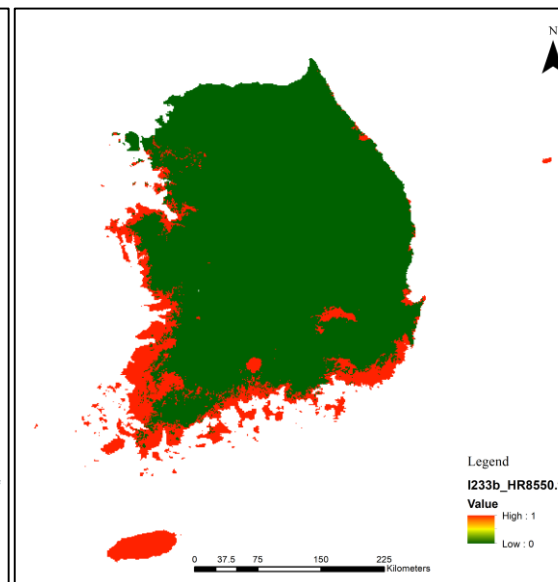 N
Legend
I233b_HR8550.
Value
High : 1
Low : 0
0 37.5 75 150 225
Kilometers